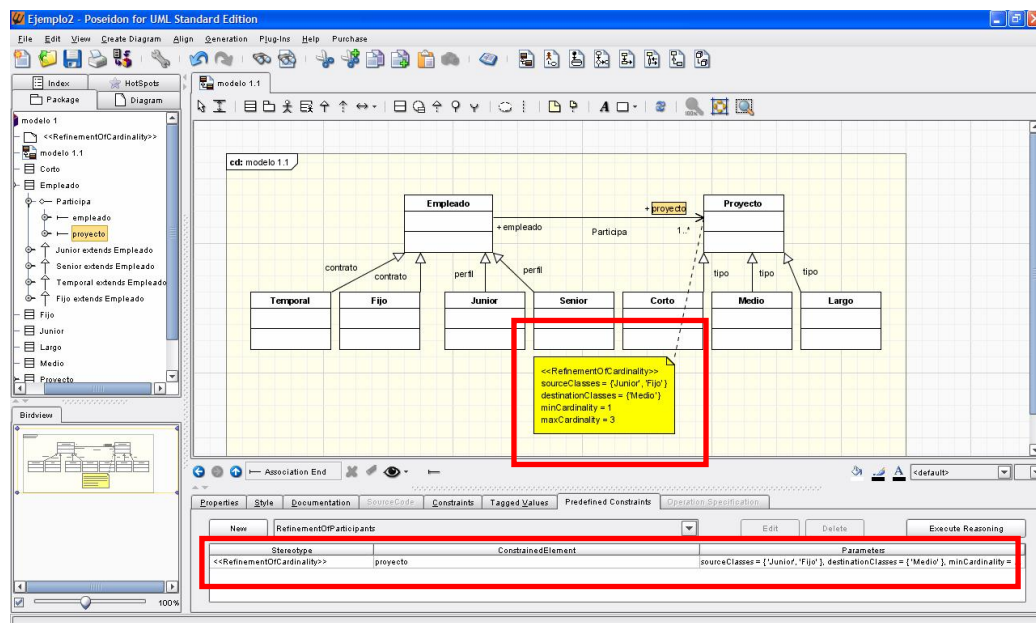 Ejemplo2 - Poseidon for UML Standard Edition
File Edit View Create Diagram Align Generation Plug-Ins Help Purchase
Index HotSpots
Package Diagram
modelo 1
<<RefinementOfCardinality>>
modelo 1.1
Corto
Empleado
Participa
empleado
proyecto
Junior extends Empleado
Senior extends Empleado
Temporal extends Empleado
Fijo extends Empleado
Fijo
Junior
Largo
Medio
Proyecto
Birdview
100%
modelo 1.1
cd: modelo 1.1
Empleado
+ proyecto
Proyecto
+ empleado
Participa
1..*
contrato
contrato
perfil
perfil
tipo
tipo
tipo
Temporal
Fijo
Junior
Senior
Corto
Medio
Largo
<<RefinementOfCardinality>>
sourceClasses = {'Junior', 'Fijo'}
destinationClasses = {'Medio'}
minCardinality = 1
maxCardinality = 3
Association End
<default>
Properties Style Documentation SourceCode Constraints Tagged Values Predefined Constraints Operation Specification
New RefinementOfParticipants Edit Delete Execute Reasoning
Stereotype ConstrainedElement Parameters
<<RefinementOfCardinality>> proyecto sourceClasses = {'Junior', 'Fijo' }, destinationClasses = { 'Medio' }, minCardinality =